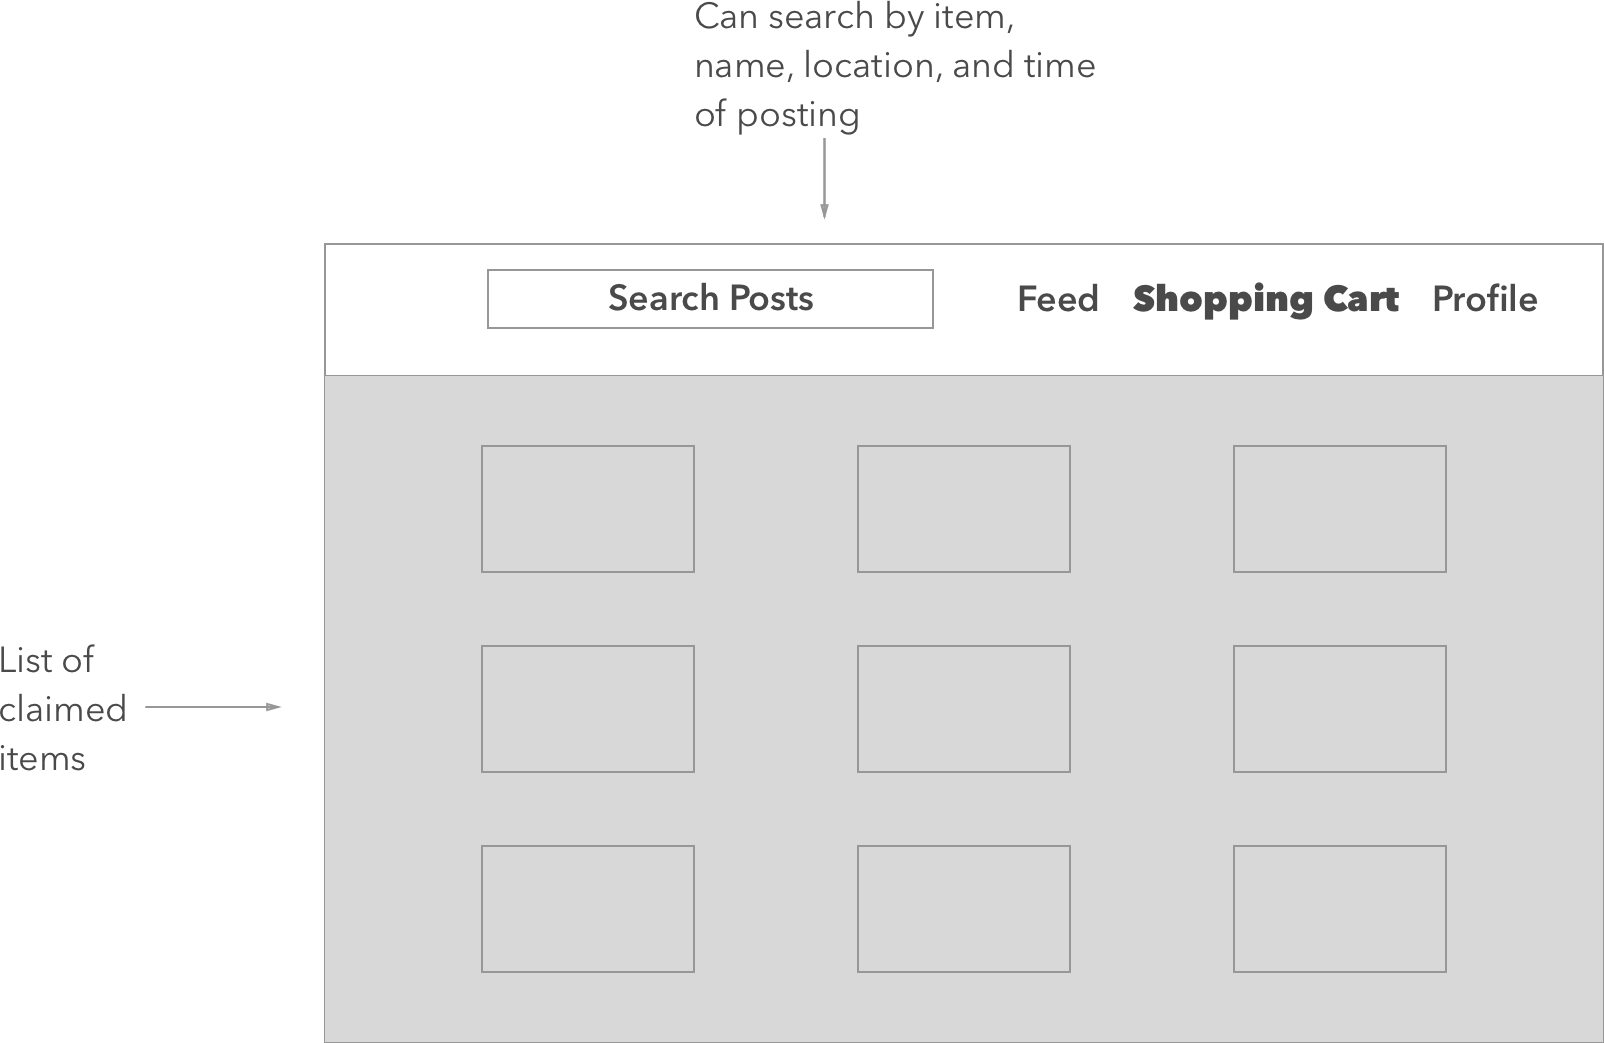 Can search by item,
name, location, and time
of posting
Search Posts
Feed Shopping Cart Profile
List of
claimed
items